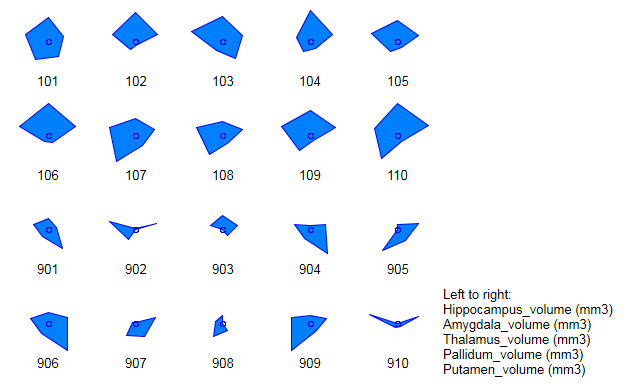 101 102 103 104 105
106 107 108 109 110
901 902 903 904 905
Left to right:
Hippocampus_volume (mm3)
Amygdala_volume (mm3)
Thalamus_volume (mm3)
Pallidum_volume (mm3)
Putamen_volume (mm3)
906 907 908 909 910